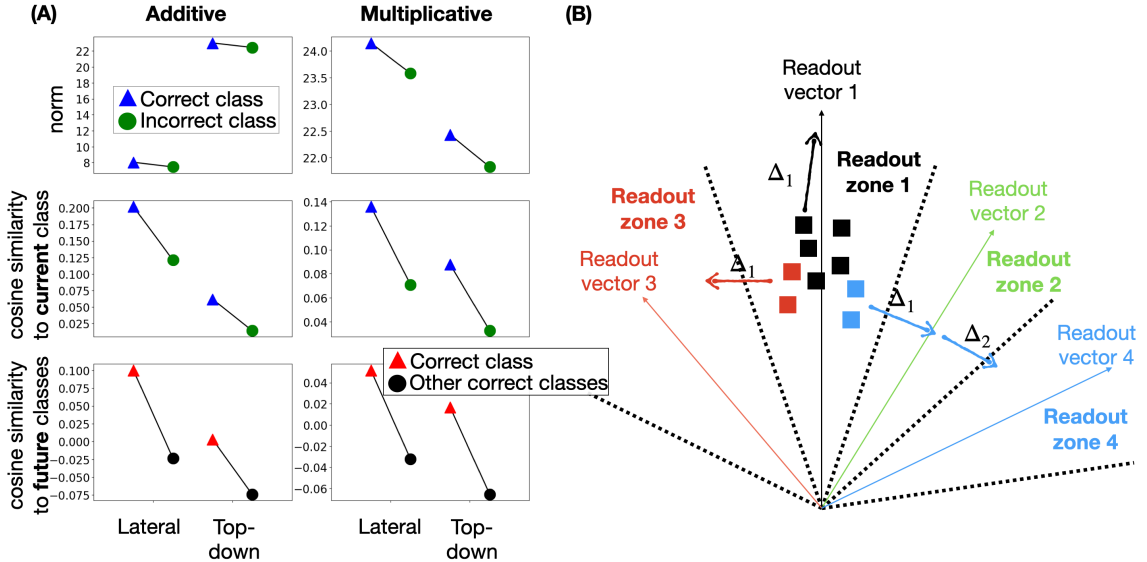 (A)
Additive
Multiplicative
norm
22
20
18
16
14
12
10
8
Correct class
Incorrect class
24.0
23.5
23.0
22.5
22.0
cosine similarity
to current class
0.200
0.175
0.150
0.125
0.100
0.075
0.050
0.025
0.14
0.12
0.10
0.08
0.06
0.04
cosine similarity
to future classes
0.100
0.075
0.050
0.025
0.000
−0.025
−0.050
−0.075
0.04
0.02
0.00
−0.02
−0.04
−0.06
Correct class
Other correct classes
Lateral
Top-
down
Lateral
Top-
down
(B)
Readout
vector 1
Δ1
Readout
zone 1
Readout
vector 2
Readout
zone 2
Readout
zone 3
Readout
vector 3
Δ1
Δ1
Δ2
Readout
vector 4
Readout
zone 4